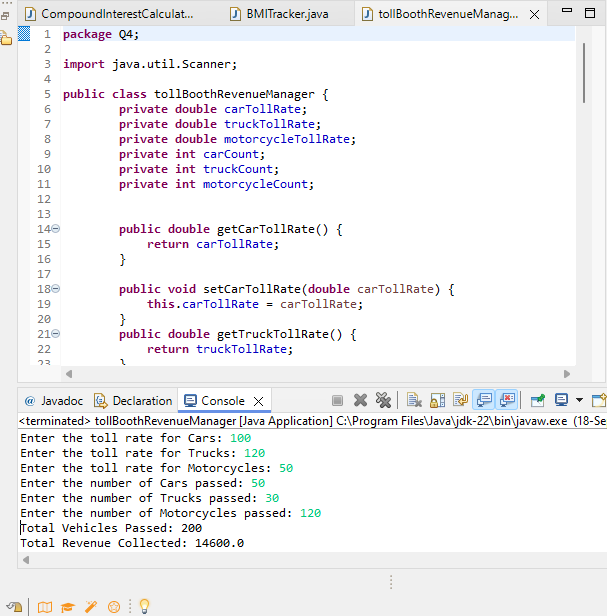 CompoundInterestCalculat...
BMITracker.java
tollBoothRevenueManag...
1 package Q4;
2
3 import java.util.Scanner;
4
5 public class tollBoothRevenueManager {
6 private double carTollRate;
7 private double truckTollRate;
8 private double motorcycleTollRate;
9 private int carCount;
10 private int truckCount;
11 private int motorcycleCount;
12
13
14 public double getCarTollRate() {
15 return carTollRate;
16 }
17
18 public void setCarTollRate(double carTollRate) {
19 this.carTollRate = carTollRate;
20 }
21 public double getTruckTollRate() {
22 return truckTollRate;
23 }
@ Javadoc Declaration Console
<terminated> tollBoothRevenueManager [Java Application] C:\Program Files\Java\jdk-22\bin\javaw.exe (18-Se
Enter the toll rate for Cars: 100
Enter the toll rate for Trucks: 120
Enter the toll rate for Motorcycles: 50
Enter the number of Cars passed: 50
Enter the number of Trucks passed: 30
Enter the number of Motorcycles passed: 120
Total Vehicles Passed: 200
Total Revenue Collected: 14600.0